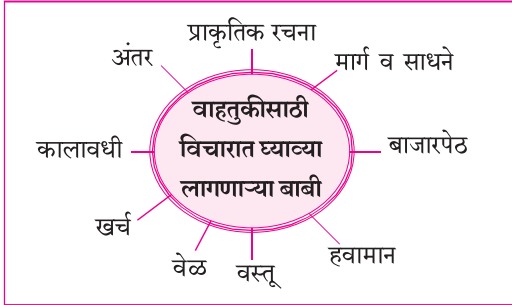 प्राकृतिक रचना
अंतर
मार्ग व साधने
वाहतुकीसाठी
कालावधी
विचारात घ्याव्या
बाजारपेठ
लागणाऱ्या बाबी
खर्च
हवामान
वेळ
वस्तू